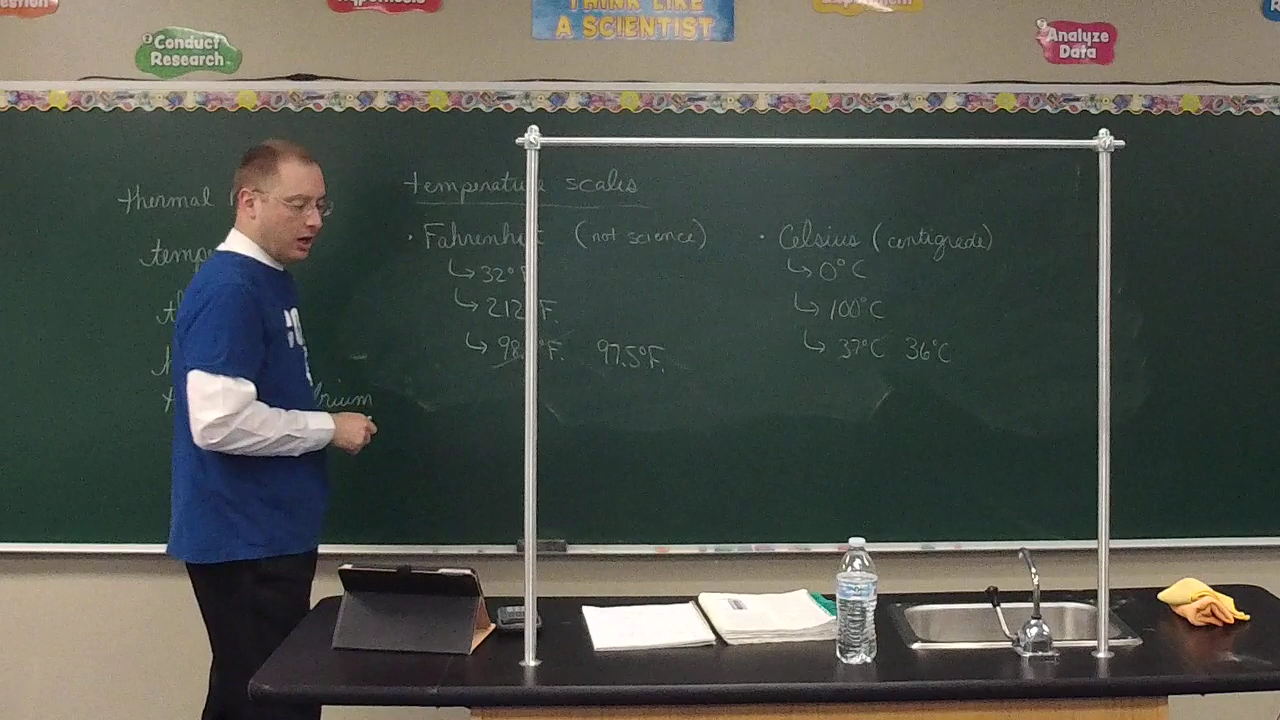 Hypothesis
THINK LIKE
A SCIENTIST
Conduct
Research
Analyze
Data
thermal
temperature scales
• Fahrenheit (not science)
↳ 32°F
↳ 212°F.
↳ 98. °F. 97.5°F.
• Celsius (centigrade)
↳ 0°C
↳ 100°C
↳ 37°C 36°C